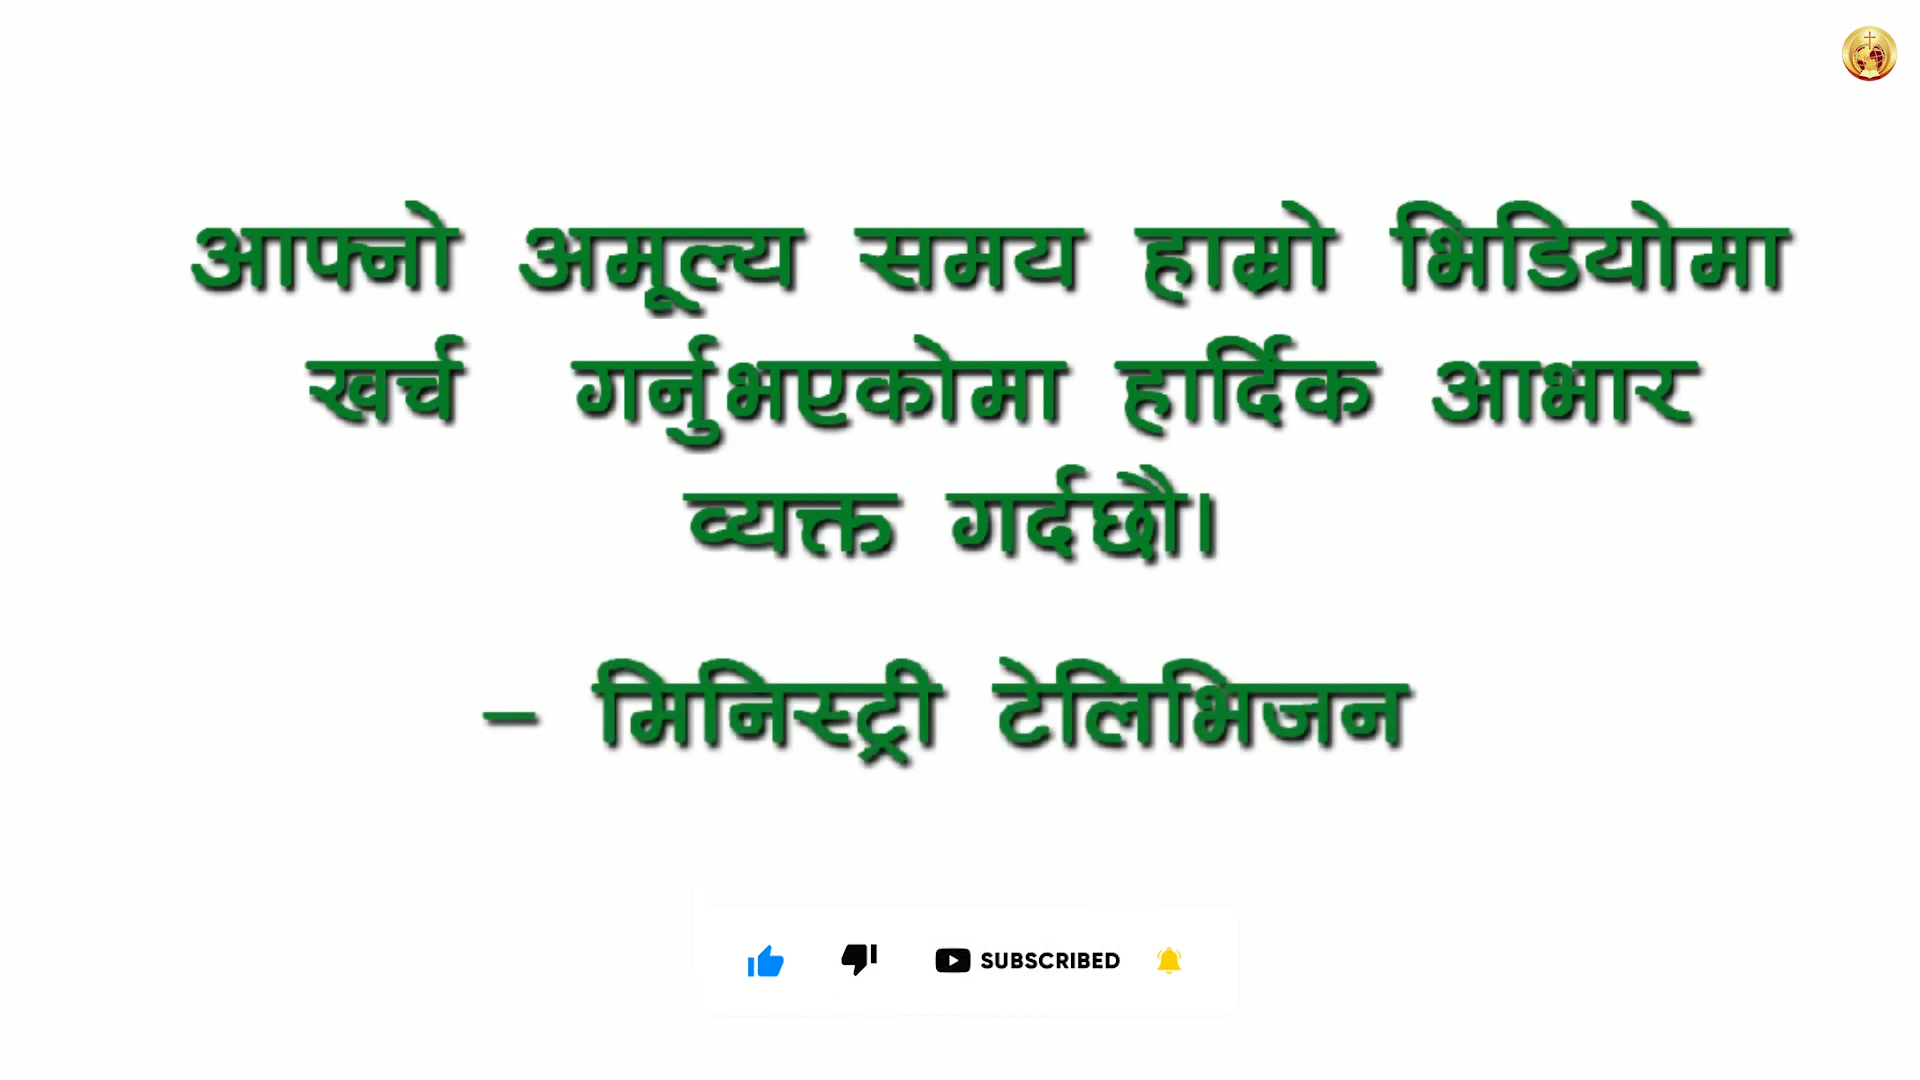 आफ्नो अमूल्य समय हाम्रो भिडियोमा
खर्च गर्नुभएकोमा हार्दिक आभार
व्यक्त गर्दछौ।
– मिनिस्ट्री टेलिभिजन
SUBSCRIBED